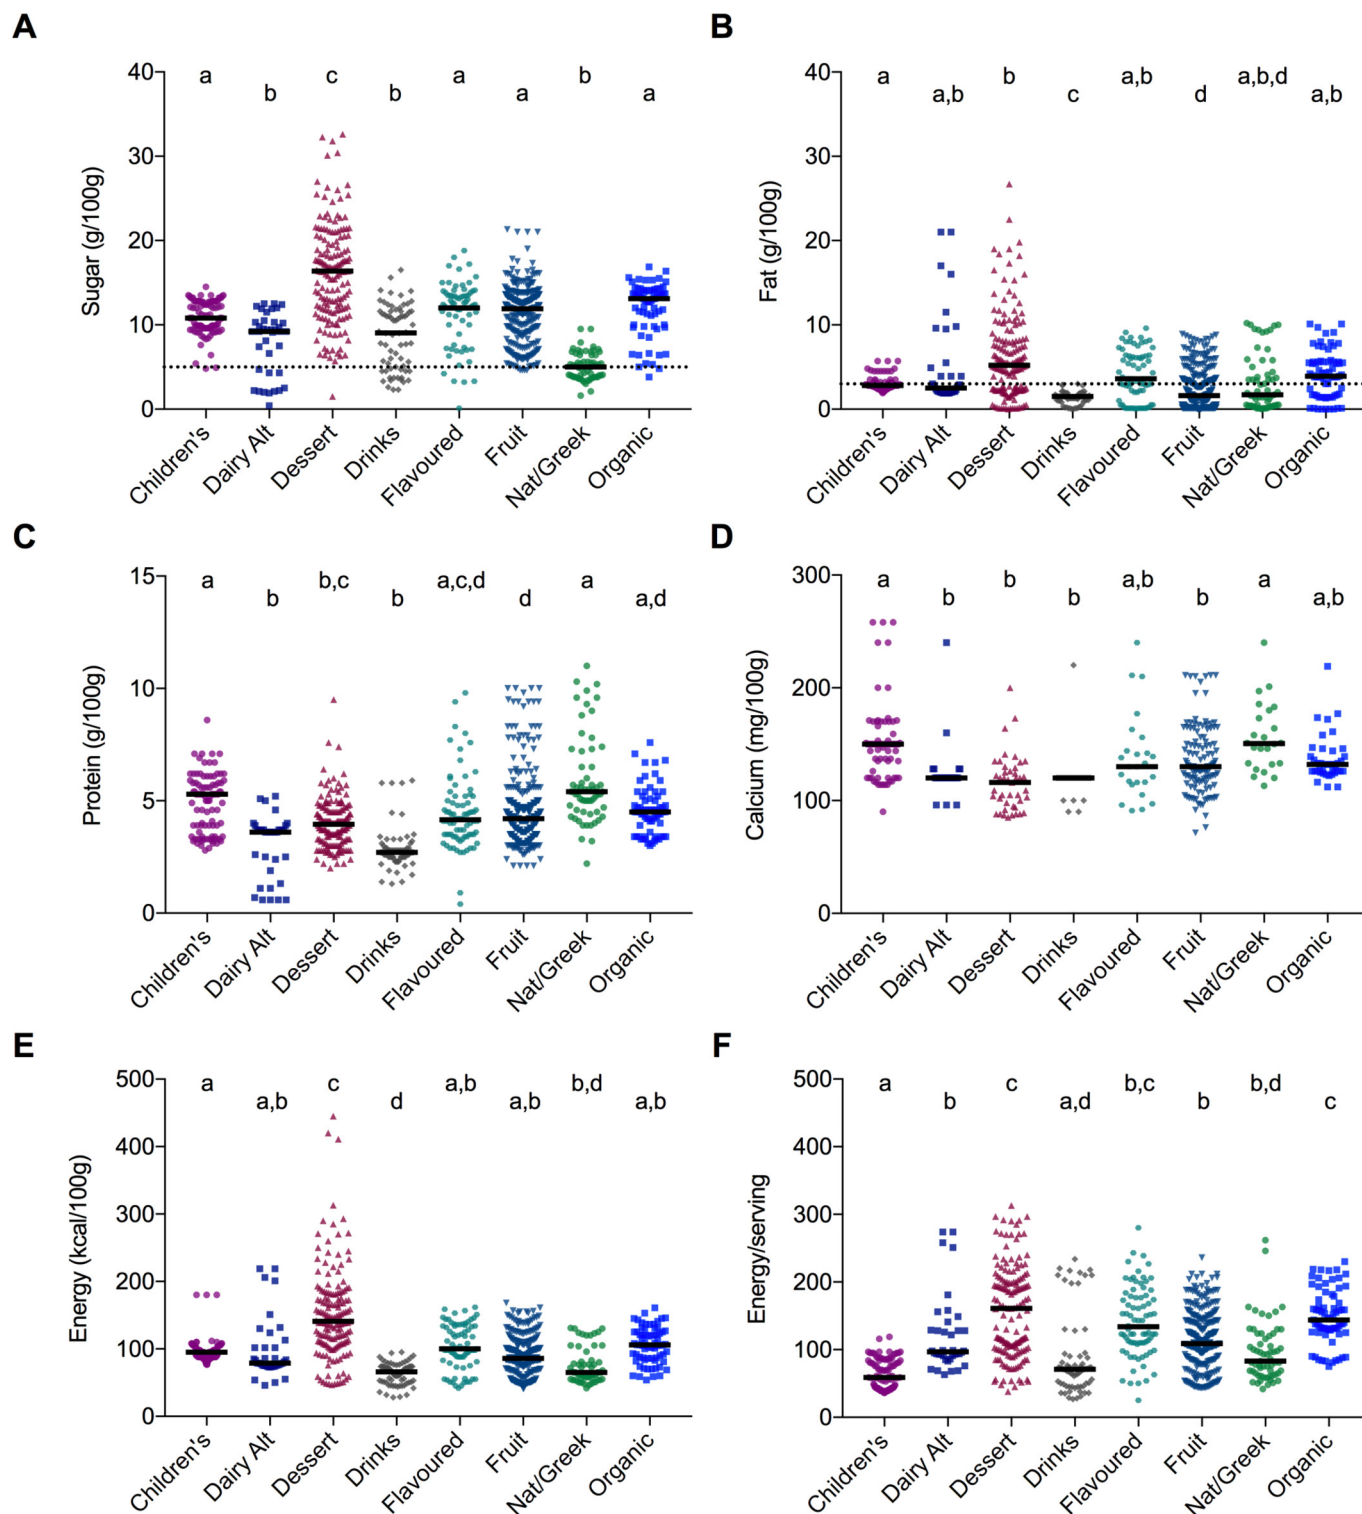 A
B
40
30
20
10
0
Sugar (g/100g)
a
b
c
b
a
a
b
a
Children's
Dairy Alt
Dessert
Drinks
Flavoured
Fruit
Nat/Greek
Organic
40
30
20
10
0
Fat (g/100g)
a
a,b
b
c
a,b
d
a,b,d
a,b
Children's
Dairy Alt
Dessert
Drinks
Flavoured
Fruit
Nat/Greek
Organic
C
D
15
10
5
0
Protein (g/100g)
a
b
b,c
b
a,c,d
d
a
a,d
Children's
Dairy Alt
Dessert
Drinks
Flavoured
Fruit
Nat/Greek
Organic
300
200
100
0
Calcium (mg/100g)
a
b
b
b
a,b
b
a
a,b
Children's
Dairy Alt
Dessert
Drinks
Flavoured
Fruit
Nat/Greek
Organic
E
F
500
400
300
200
100
0
Energy (kcal/100g)
a
a,b
c
d
a,b
a,b
b,d
a,b
Children's
Dairy Alt
Dessert
Drinks
Flavoured
Fruit
Nat/Greek
Organic
500
400
300
200
100
0
Energy/serving
a
b
c
a,d
b,c
b
b,d
c
Children's
Dairy Alt
Dessert
Drinks
Flavoured
Fruit
Nat/Greek
Organic